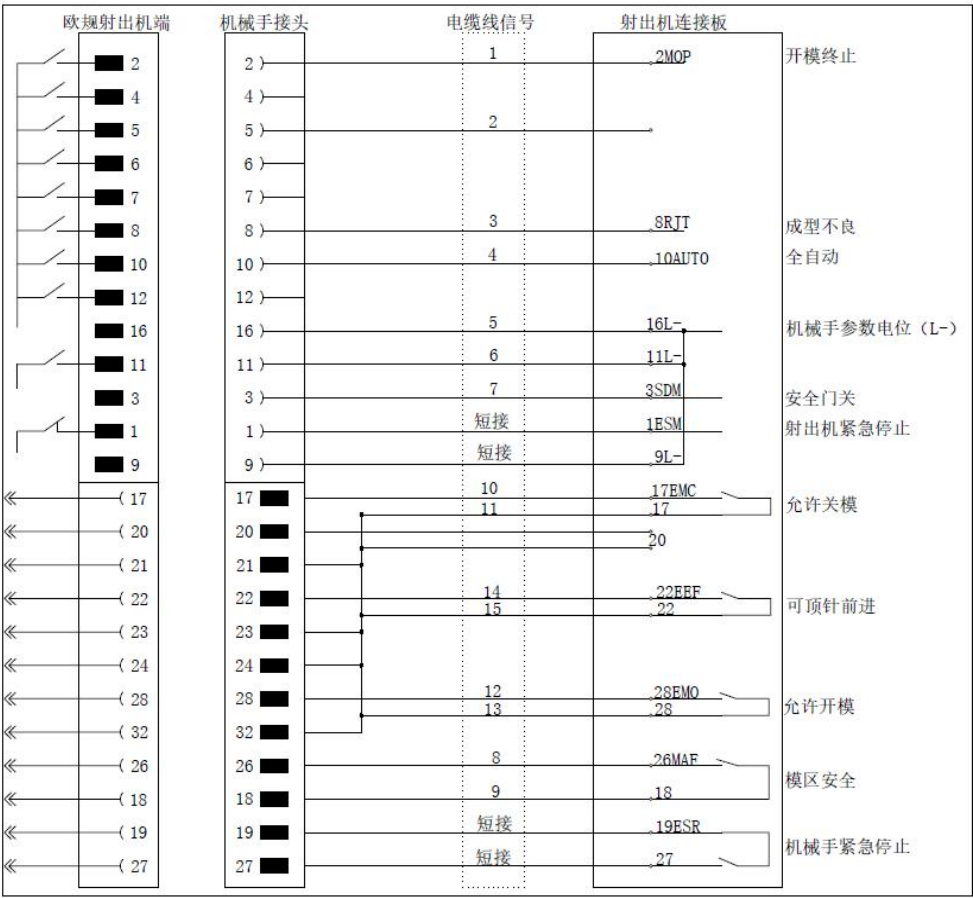 欧规射出机端 机械手接头 电缆线信号 射出机连接板
2 2 1 2MOP 开模终止
4 4
5 5 2
6 6
7 7
8 8 3 8RJT 成型不良
10 10 4 10AUTO 全自动
12 12
16 16 5 16L- 机械手参数电位（L-）
11 11 6 11L-
3 3 7 3SDM 安全门关
1 1 短接 1ESM 射出机紧急停止
9 9 短接 9L-
17 17 10 17EMC 允许关模
11 17
20 20
20
21 21
22 22 14 22EEF 可顶针前进
15 22
23 23
24 24
28 28 12 28EMO 允许开模
13 28
32 32
26 26 8 26MAF 模区安全
18 18 9 18
19 19 短接 19ESR 机械手紧急停止
27 27 短接 27